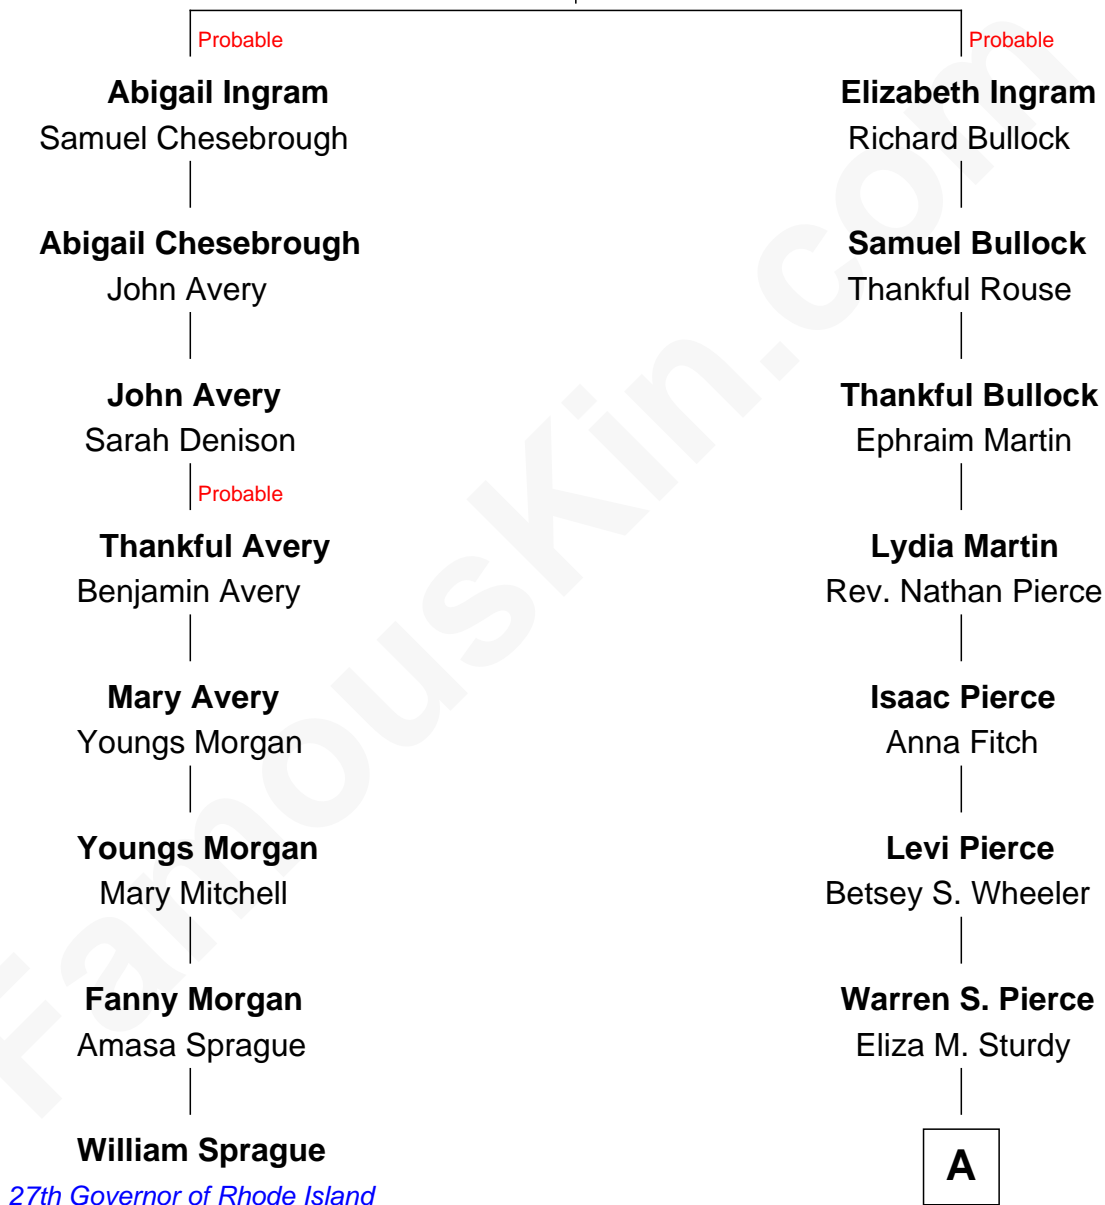 Probable
Abigail Ingram
Samuel Chesebrough
Abigail Chesebrough
John Avery
John Avery
Sarah Denison
Probable
Thankful Avery
Benjamin Avery
Mary Avery
Youngs Morgan
Youngs Morgan
Mary Mitchell
Fanny Morgan
Amasa Sprague
William Sprague
27th Governor of Rhode Island
Probable
Elizabeth Ingram
Richard Bullock
Samuel Bullock
Thankful Rouse
Thankful Bullock
Ephraim Martin
Lydia Martin
Rev. Nathan Pierce
Isaac Pierce
Anna Fitch
Levi Pierce
Betsey S. Wheeler
Warren S. Pierce
Eliza M. Sturdy
A
FamousKin.com